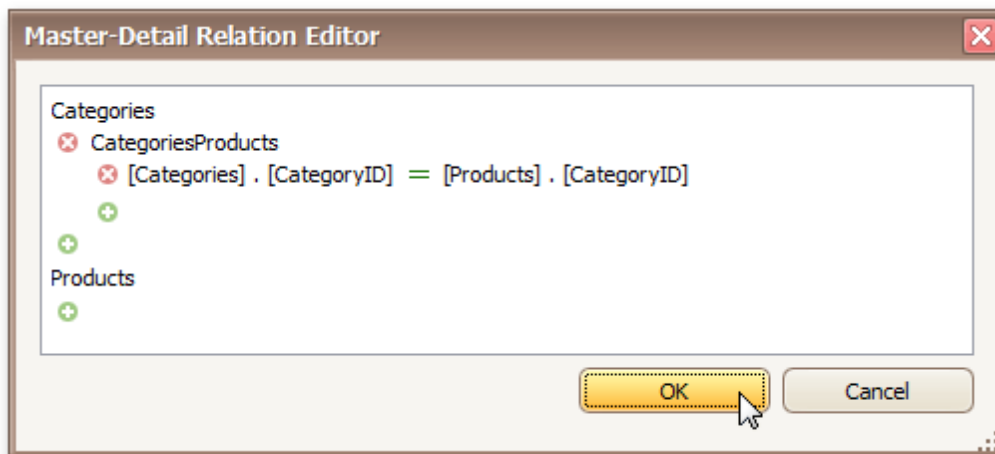 Master-Detail Relation Editor
Categories
CategoriesProducts
[Categories] . [CategoryID] = [Products] . [CategoryID]
Products
OK
Cancel